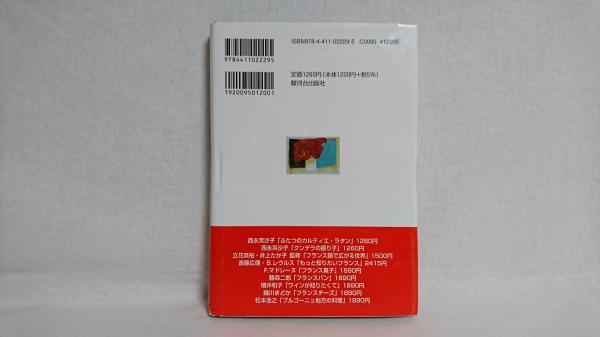 ISBN978-4-411-02229-5 C0095 ¥1200E
9784411022295
定価1260円(本体1200円+税5%)
駿河台出版社
1920095012001
西永芙沙子「ふたつのカルティエ・ラタン」1260円
西永芙沙子「クンデラの振り子」1260円
立花英裕・井上たか子 監修「フランス語で広がる世界」1500円
斎藤広信・B.レウルス「もっと知りたいフランス」2415円
F.マドレーヌ「フランス菓子」1890円
藤森二郎「フランスパン」1890円
増井和子「ワインが知りたくて」1890円
磯川まどか「フランスチーズ」1890円
松本浩之「ブルゴーニュ地方の料理」1890円